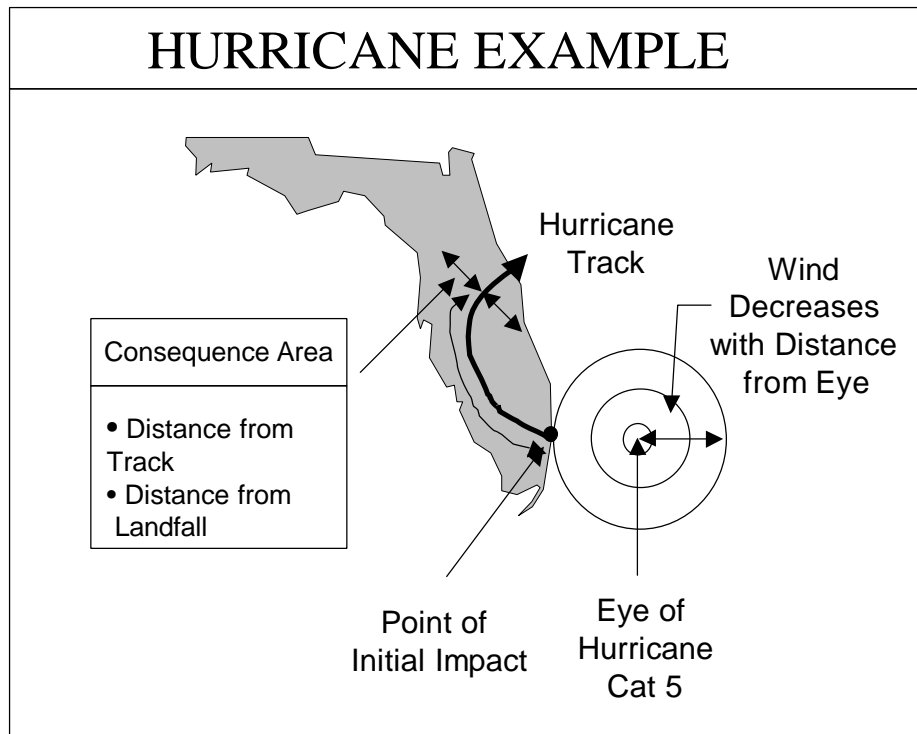 HURRICANE EXAMPLE
Hurricane
Track
Wind
Decreases
with Distance
from Eye
Consequence Area
• Distance from
Track
• Distance from
Landfall
Point of
Initial Impact
Eye of
Hurricane
Cat 5